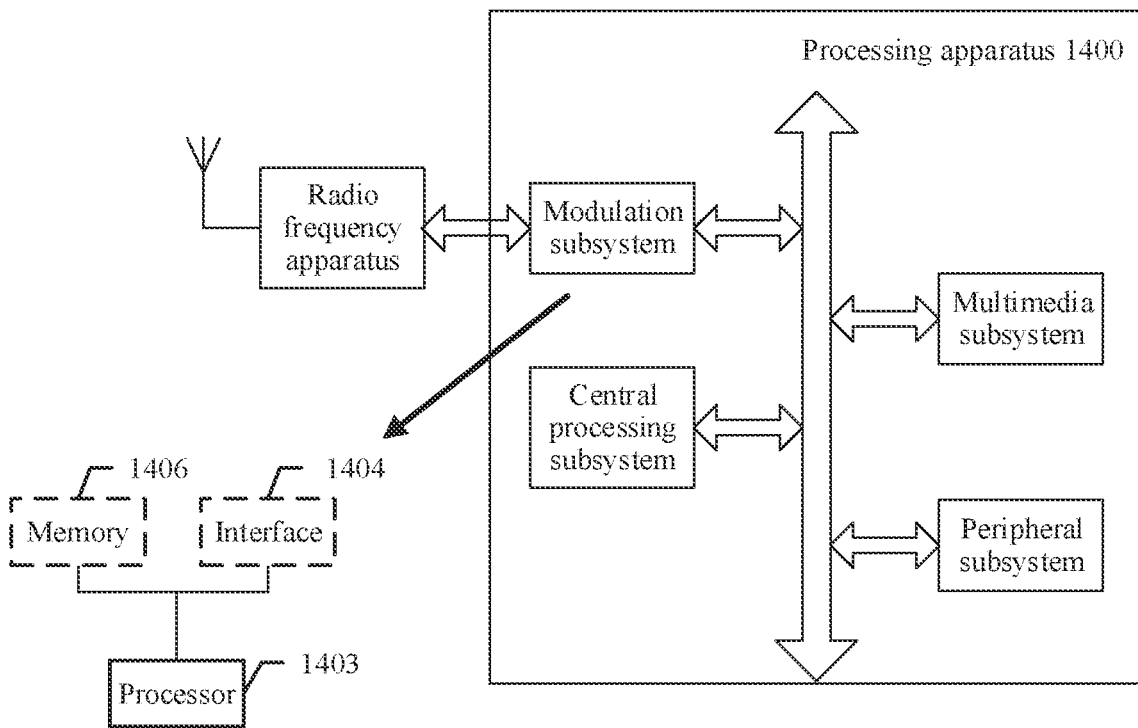 Processing apparatus 1400
Radio
frequency
apparatus
Modulation
subsystem
Multimedia
subsystem
Central
processing
subsystem
Peripheral
subsystem
1406
1404
Memory
Interface
1403
Processor